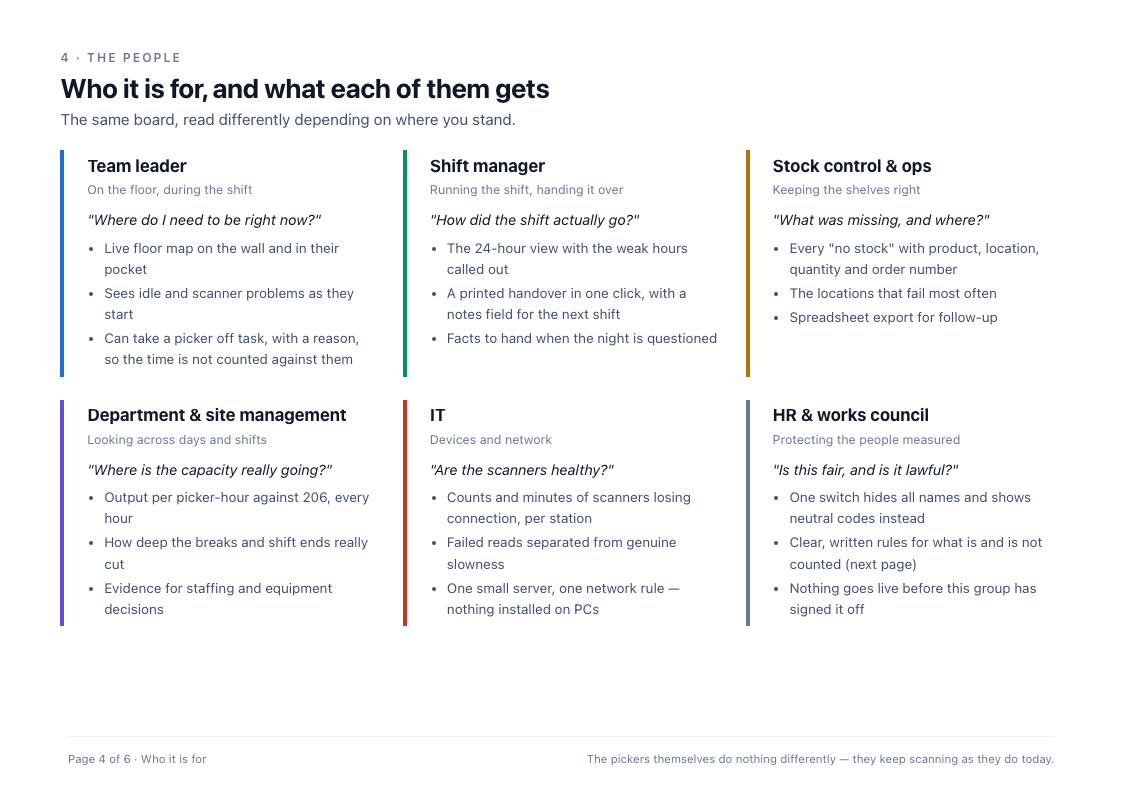 4 · THE PEOPLE
Who it is for, and what each of them gets
The same board, read differently depending on where you stand.
Team leader
On the floor, during the shift
"Where do I need to be right now?"
• Live floor map on the wall and in their
pocket
• Sees idle and scanner problems as they
start
• Can take a picker off task, with a reason,
so the time is not counted against them
Shift manager
Running the shift, handing it over
"How did the shift actually go?"
• The 24-hour view with the weak hours
called out
• A printed handover in one click, with a
notes field for the next shift
• Facts to hand when the night is questioned
Stock control & ops
Keeping the shelves right
"What was missing, and where?"
• Every "no stock" with product, location,
quantity and order number
• The locations that fail most often
• Spreadsheet export for follow-up
Department & site management
Looking across days and shifts
"Where is the capacity really going?"
• Output per picker-hour against 206, every
hour
• How deep the breaks and shift ends really
cut
• Evidence for staffing and equipment
decisions
IT
Devices and network
"Are the scanners healthy?"
• Counts and minutes of scanners losing
connection, per station
• Failed reads separated from genuine
slowness
• One small server, one network rule —
nothing installed on PCs
HR & works council
Protecting the people measured
"Is this fair, and is it lawful?"
• One switch hides all names and shows
neutral codes instead
• Clear, written rules for what is and is not
counted (next page)
• Nothing goes live before this group has
signed it off
Page 4 of 6 · Who it is for
The pickers themselves do nothing differently — they keep scanning as they do today.